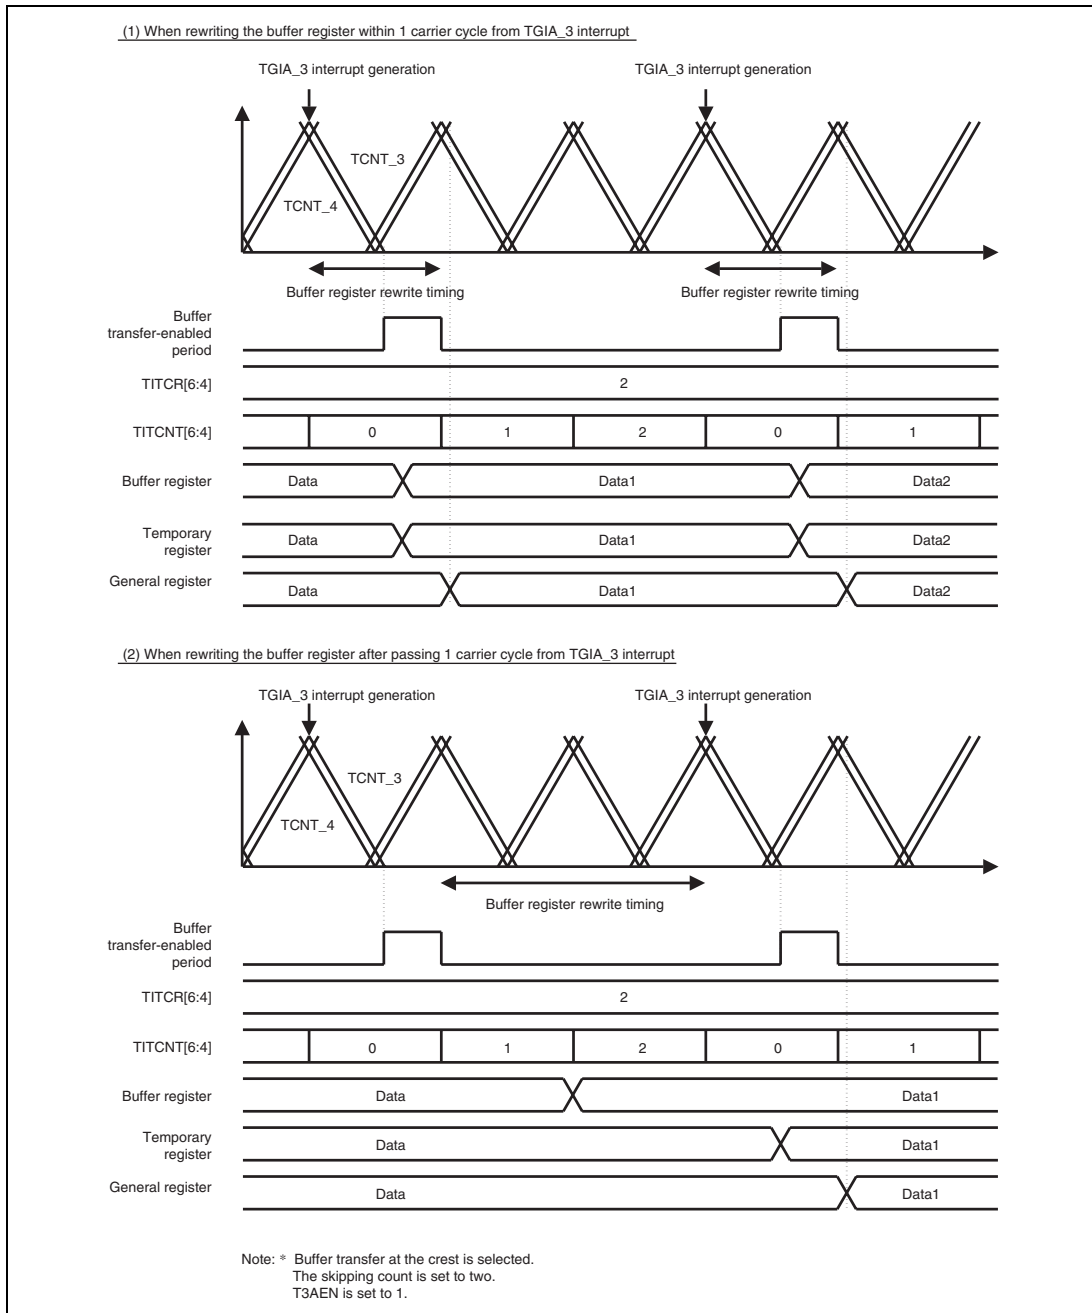 (1) When rewriting the buffer register within 1 carrier cycle from TGIA_3 interrupt
TGIA_3 interrupt generation
TGIA_3 interrupt generation
TCNT_3
TCNT_4
Buffer register rewrite timing
Buffer register rewrite timing
Buffer
transfer-enabled
period
TITCR[6:4]
2
TITCNT[6:4]
0
1
2
0
1
Buffer register
Data
Data1
Data2
Temporary
register
Data
Data1
Data2
General register
Data
Data1
Data2
(2) When rewriting the buffer register after passing 1 carrier cycle from TGIA_3 interrupt
TGIA_3 interrupt generation
TGIA_3 interrupt generation
TCNT_3
TCNT_4
Buffer register rewrite timing
Buffer
transfer-enabled
period
TITCR[6:4]
2
TITCNT[6:4]
0
1
2
0
1
Buffer register
Data
Data1
Temporary
register
Data
Data1
General register
Data
Data1
Note: * Buffer transfer at the crest is selected.
The skipping count is set to two.
T3AEN is set to 1.